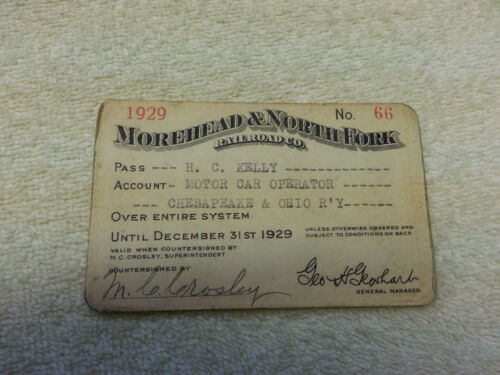 1929 No. 66
MOREHEAD & NORTH FORK
RAILROAD CO.
PASS --- H. C. KELLY --------------
ACCOUNT- MOTOR CAR OPERATOR ------
--- CHESAPEAKE & OHIO R'Y------
OVER ENTIRE SYSTEM
UNTIL DECEMBER 31ST 1929
UNLESS OTHERWISE ORDERED AND
SUBJECT TO CONDITIONS ON BACK
VALID WHEN COUNTERSIGNED BY
M. C. CROSLEY, SUPERINTENDENT
COUNTERSIGNED BY
M. C. Crosley
Geo H Gevhart
GENERAL MANAGER